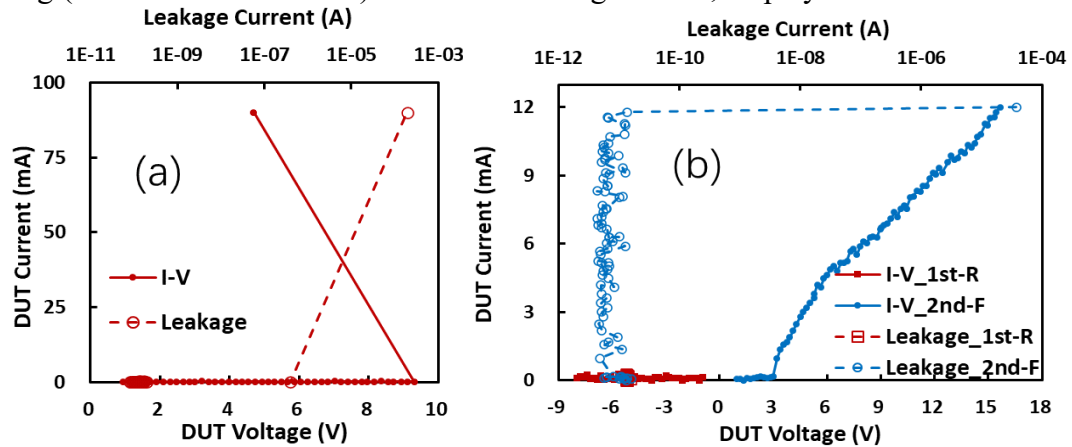 Leakage Current (A)
1E-11 1E-09 1E-07 1E-05 1E-03
100
75
50
25
0
DUT Current (mA)
(a)
I-V
Leakage
0 2 4 6 8 10
DUT Voltage (V)
Leakage Current (A)
1E-12 1E-10 1E-08 1E-06 1E-04
12
9
6
3
0
DUT Current (mA)
(b)
I-V_1st-R
I-V_2nd-F
Leakage_1st-R
Leakage_2nd-F
-9 -6 -3 0 3 6 9 12 15 18
DUT Voltage (V)